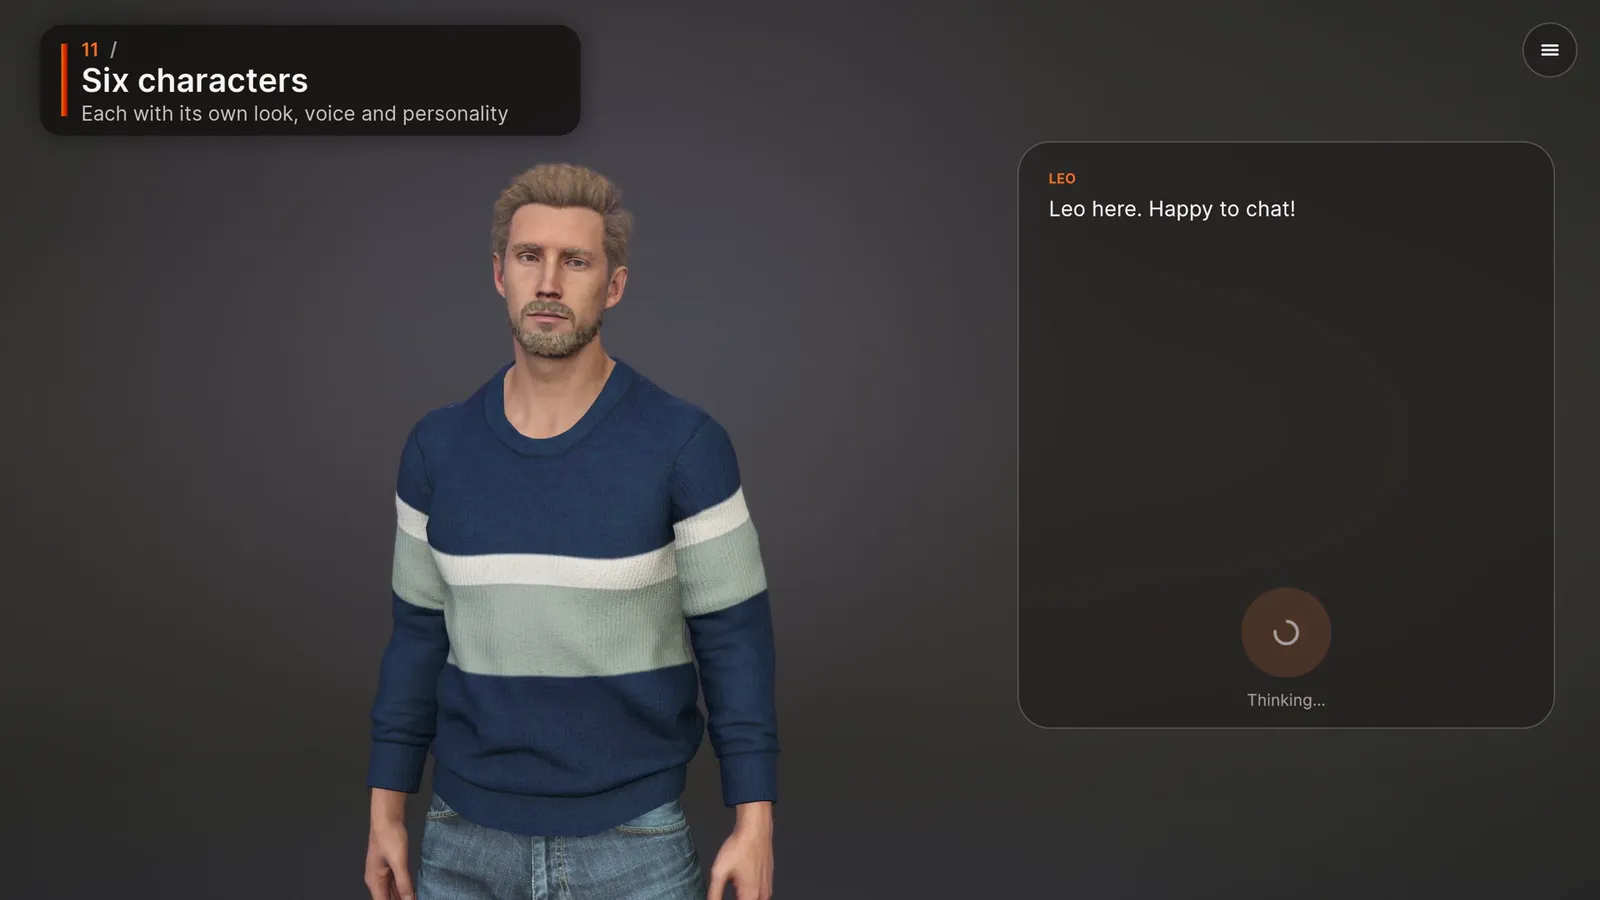 11 /
Six characters
Each with its own look, voice and personality
LEO
Leo here. Happy to chat!
Thinking...